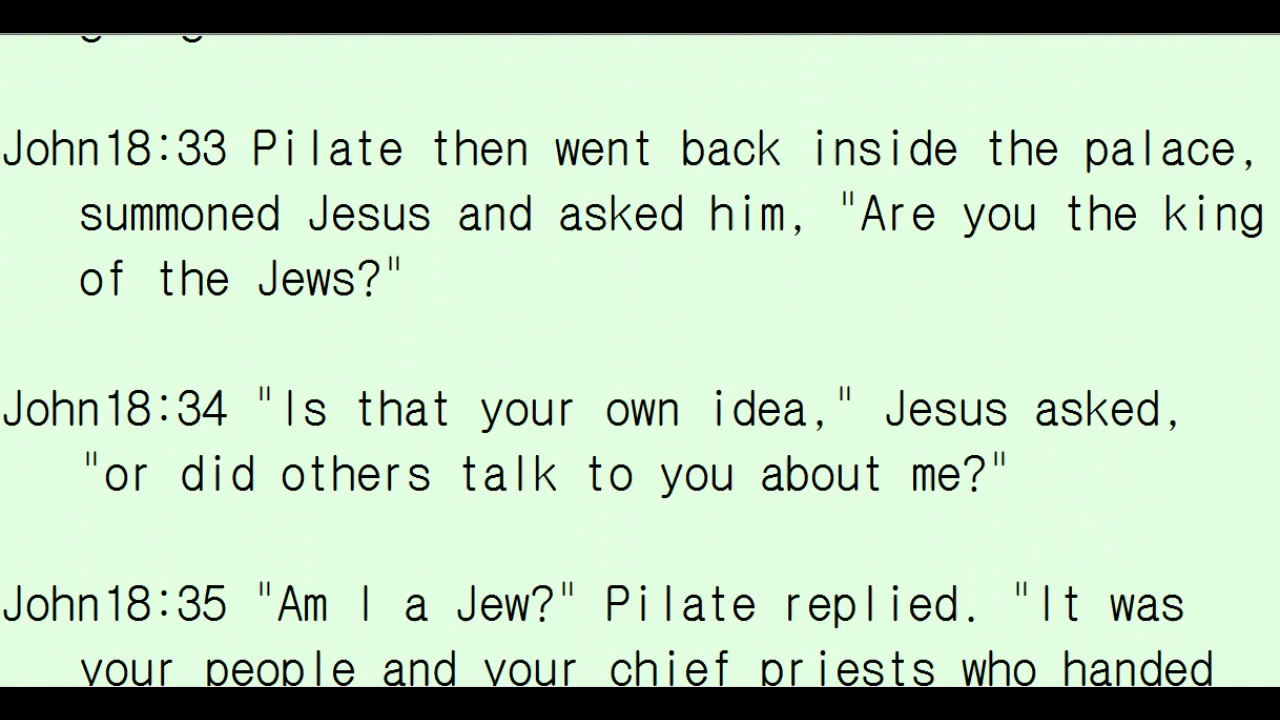 John18:33 Pilate then went back inside the palace,
summoned Jesus and asked him, "Are you the king
of the Jews?"
John18:34 "Is that your own idea," Jesus asked,
"or did others talk to you about me?"
John18:35 "Am I a Jew?" Pilate replied. "It was
your people and your chief priests who handed